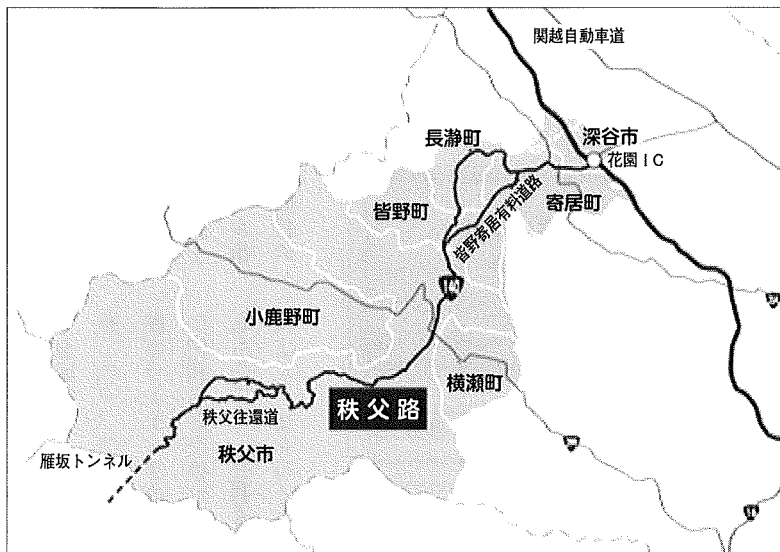 関越自動車道
深谷市
花園IC
長瀞町
寄居町
皆野町
皆野寄居有料道路
小鹿野町
横瀬町
秩父路
秩父往還道
雁坂トンネル
秩父市